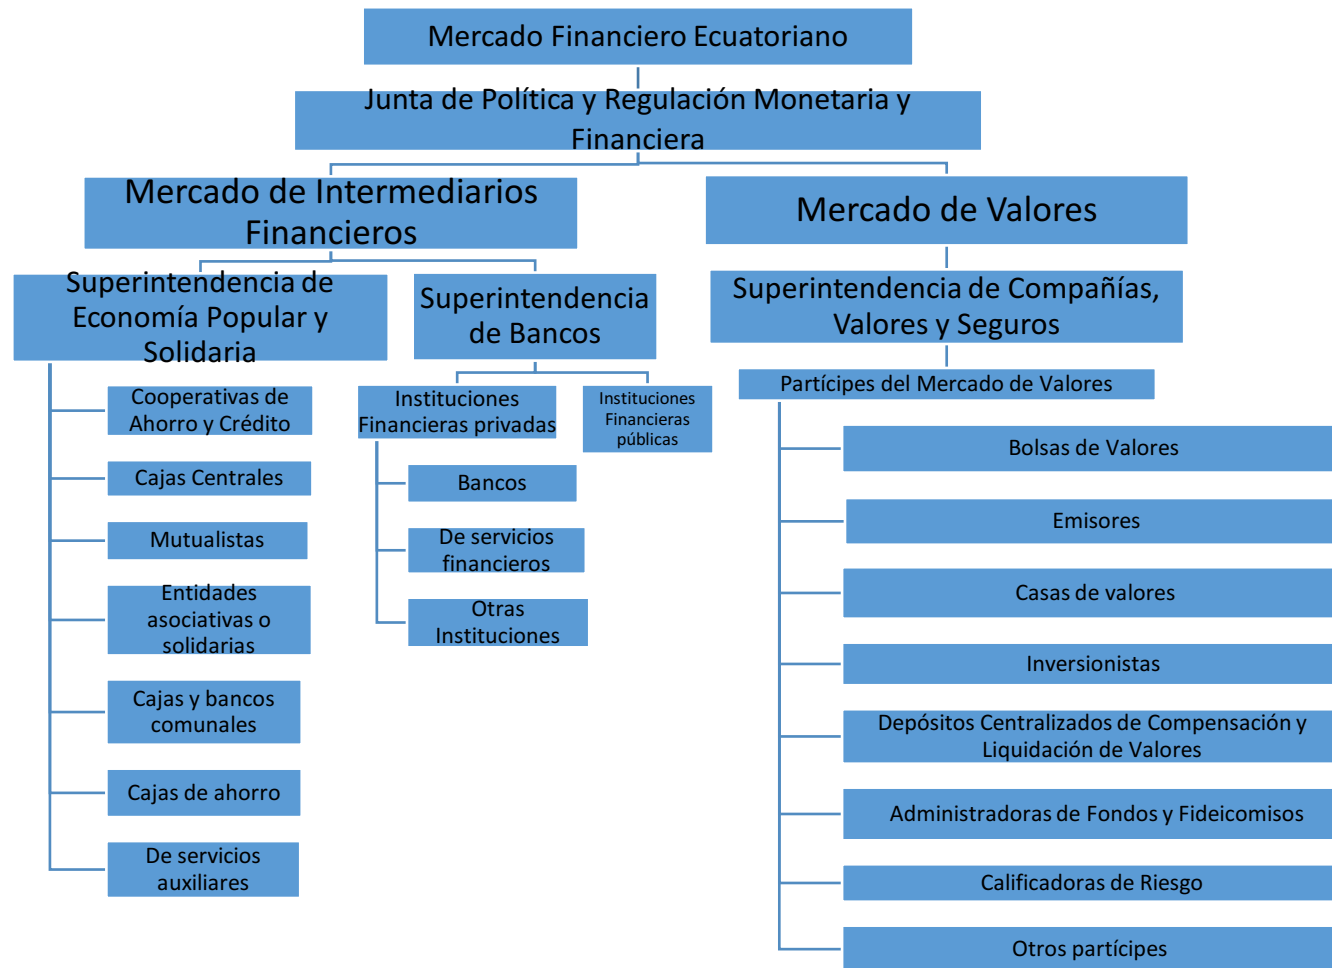 Mercado Financiero Ecuatoriano
Junta de Política y Regulación Monetaria y
Financiera
Mercado de Intermediarios
Financieros
Mercado de Valores
Superintendencia de
Economía Popular y
Solidaria
Superintendencia
de Bancos
Superintendencia de Compañías,
Valores y Seguros
Cooperativas de
Ahorro y Crédito
Cajas Centrales
Mutualistas
Entidades
asociativas o
solidarias
Cajas y bancos
comunales
Cajas de ahorro
De servicios
auxiliares
Instituciones
Financieras privadas
Bancos
De servicios
financieros
Otras
Instituciones
Instituciones
Financieras
públicas
Partícipes del Mercado de Valores
Bolsas de Valores
Emisores
Casas de valores
Inversionistas
Depósitos Centralizados de Compensación y
Liquidación de Valores
Administradoras de Fondos y Fideicomisos
Calificadoras de Riesgo
Otros partícipes